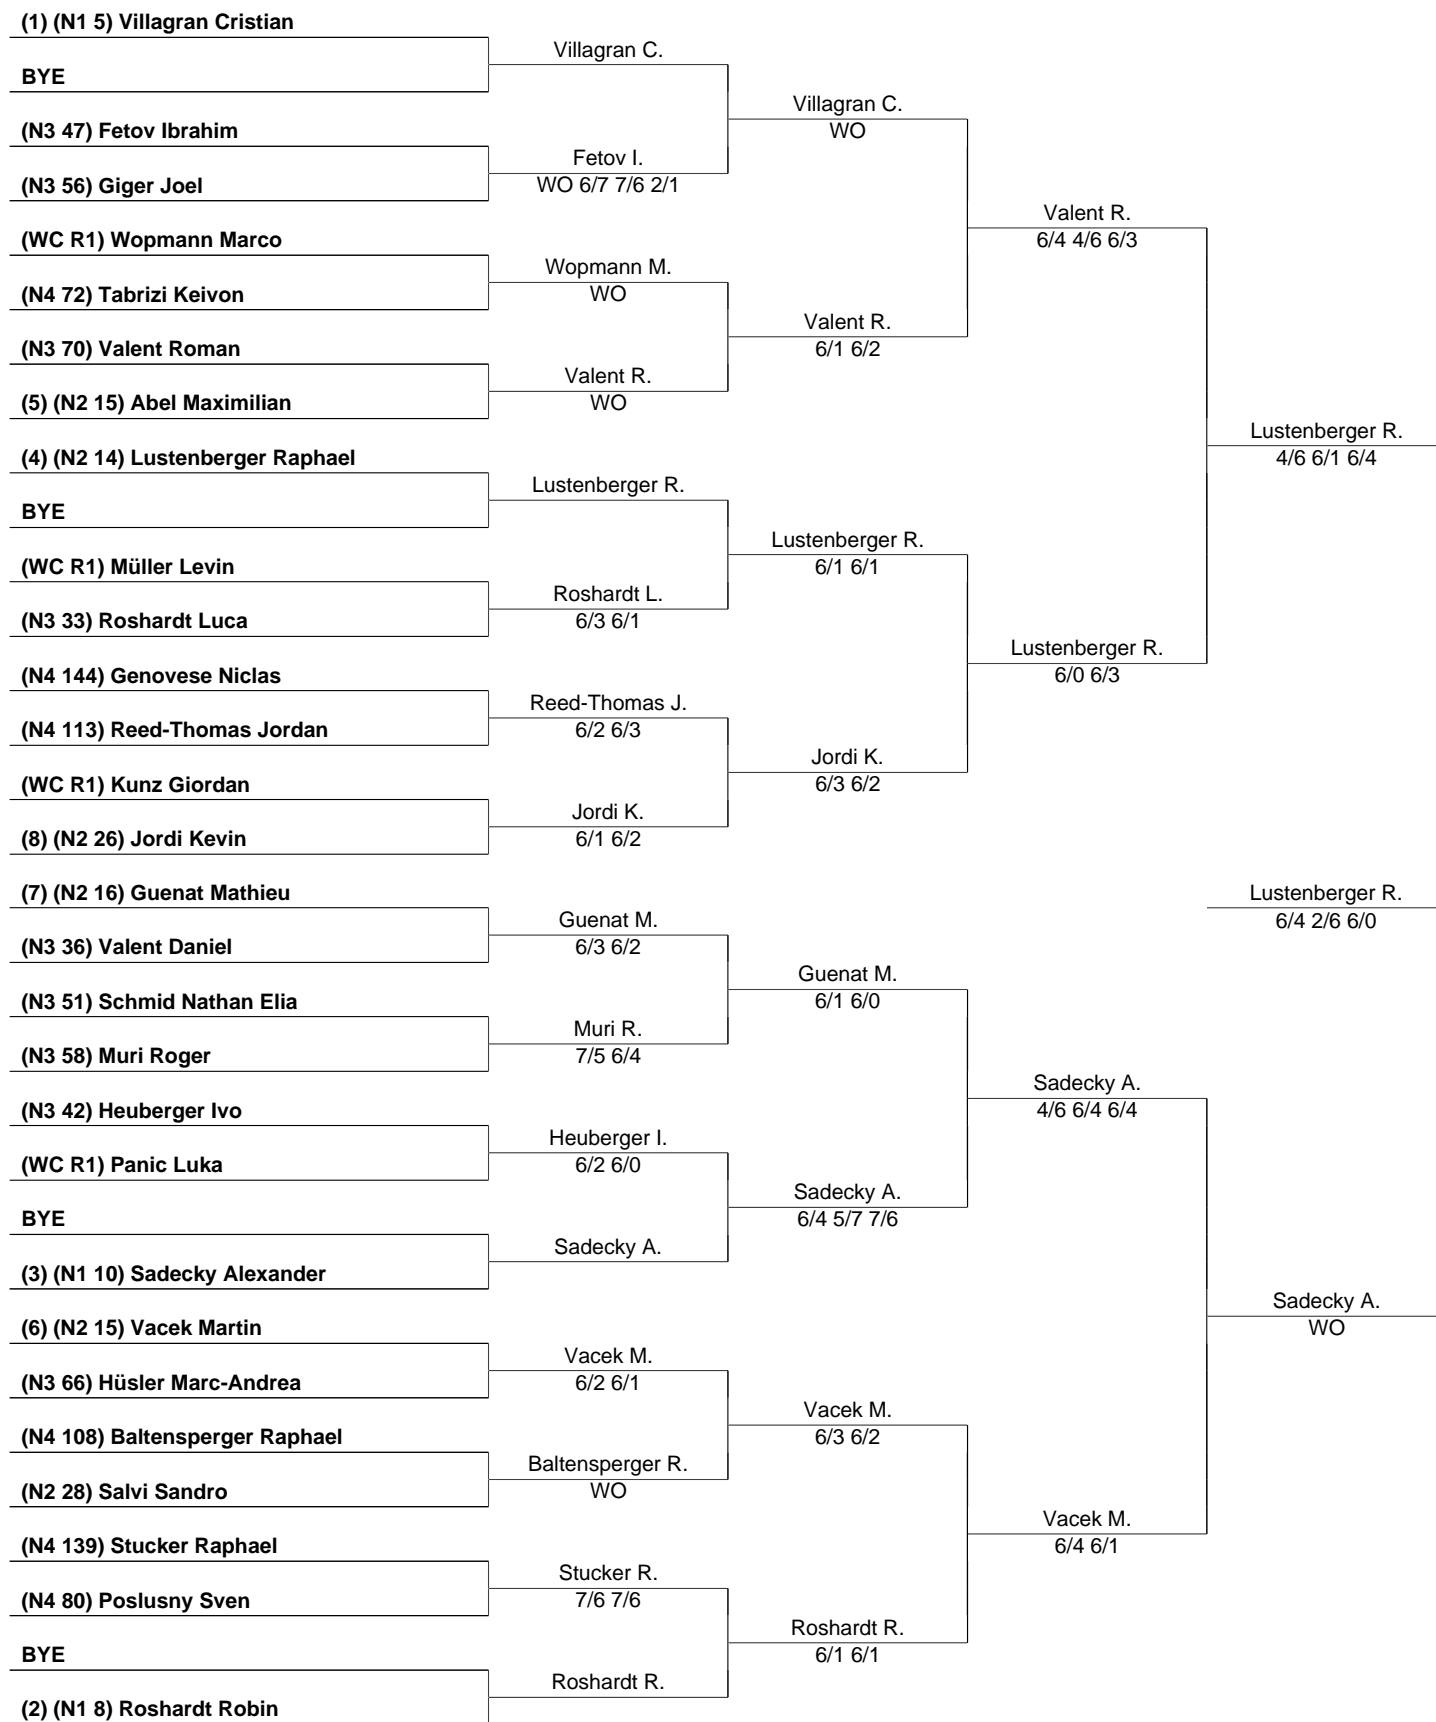 (1) (N1 5) Villagran Cristian
BYE
(N3 47) Fetov Ibrahim
(N3 56) Giger Joel
(WC R1) Wopmann Marco
(N4 72) Tabrizi Keivon
(N3 70) Valent Roman
(5) (N2 15) Abel Maximilian
(4) (N2 14) Lustenberger Raphael
BYE
(WC R1) Müller Levin
(N3 33) Roshardt Luca
(N4 144) Genovese Niclas
(N4 113) Reed-Thomas Jordan
(WC R1) Kunz Giordan
(8) (N2 26) Jordi Kevin
(7) (N2 16) Guenat Mathieu
(N3 36) Valent Daniel
(N3 51) Schmid Nathan Elia
(N3 58) Muri Roger
(N3 42) Heuberger Ivo
(WC R1) Panic Luka
BYE
(3) (N1 10) Sadecky Alexander
(6) (N2 15) Vacek Martin
(N3 66) Hüsler Marc-Andrea
(N4 108) Baltensperger Raphael
(N2 28) Salvi Sandro
(N4 139) Stucker Raphael
(N4 80) Poslusny Sven
BYE
(2) (N1 8) Roshardt Robin
Villagran C.
Fetov I.
WO 6/7 7/6 2/1
Wopmann M.
WO
Valent R.
WO
Lustenberger R.
Roshardt L.
6/3 6/1
Reed-Thomas J.
6/2 6/3
Jordi K.
6/1 6/2
Guenat M.
6/3 6/2
Muri R.
7/5 6/4
Heuberger I.
6/2 6/0
Sadecky A.
Vacek M.
6/2 6/1
Baltensperger R.
WO
Stucker R.
7/6 7/6
Roshardt R.
Villagran C.
WO
Valent R.
6/1 6/2
Lustenberger R.
6/1 6/1
Jordi K.
6/3 6/2
Guenat M.
6/1 6/0
Sadecky A.
6/4 5/7 7/6
Vacek M.
6/3 6/2
Roshardt R.
6/1 6/1
Valent R.
6/4 4/6 6/3
Lustenberger R.
6/0 6/3
Sadecky A.
4/6 6/4 6/4
Vacek M.
6/4 6/1
Lustenberger R.
4/6 6/1 6/4
Lustenberger R.
6/4 2/6 6/0
Sadecky A.
WO